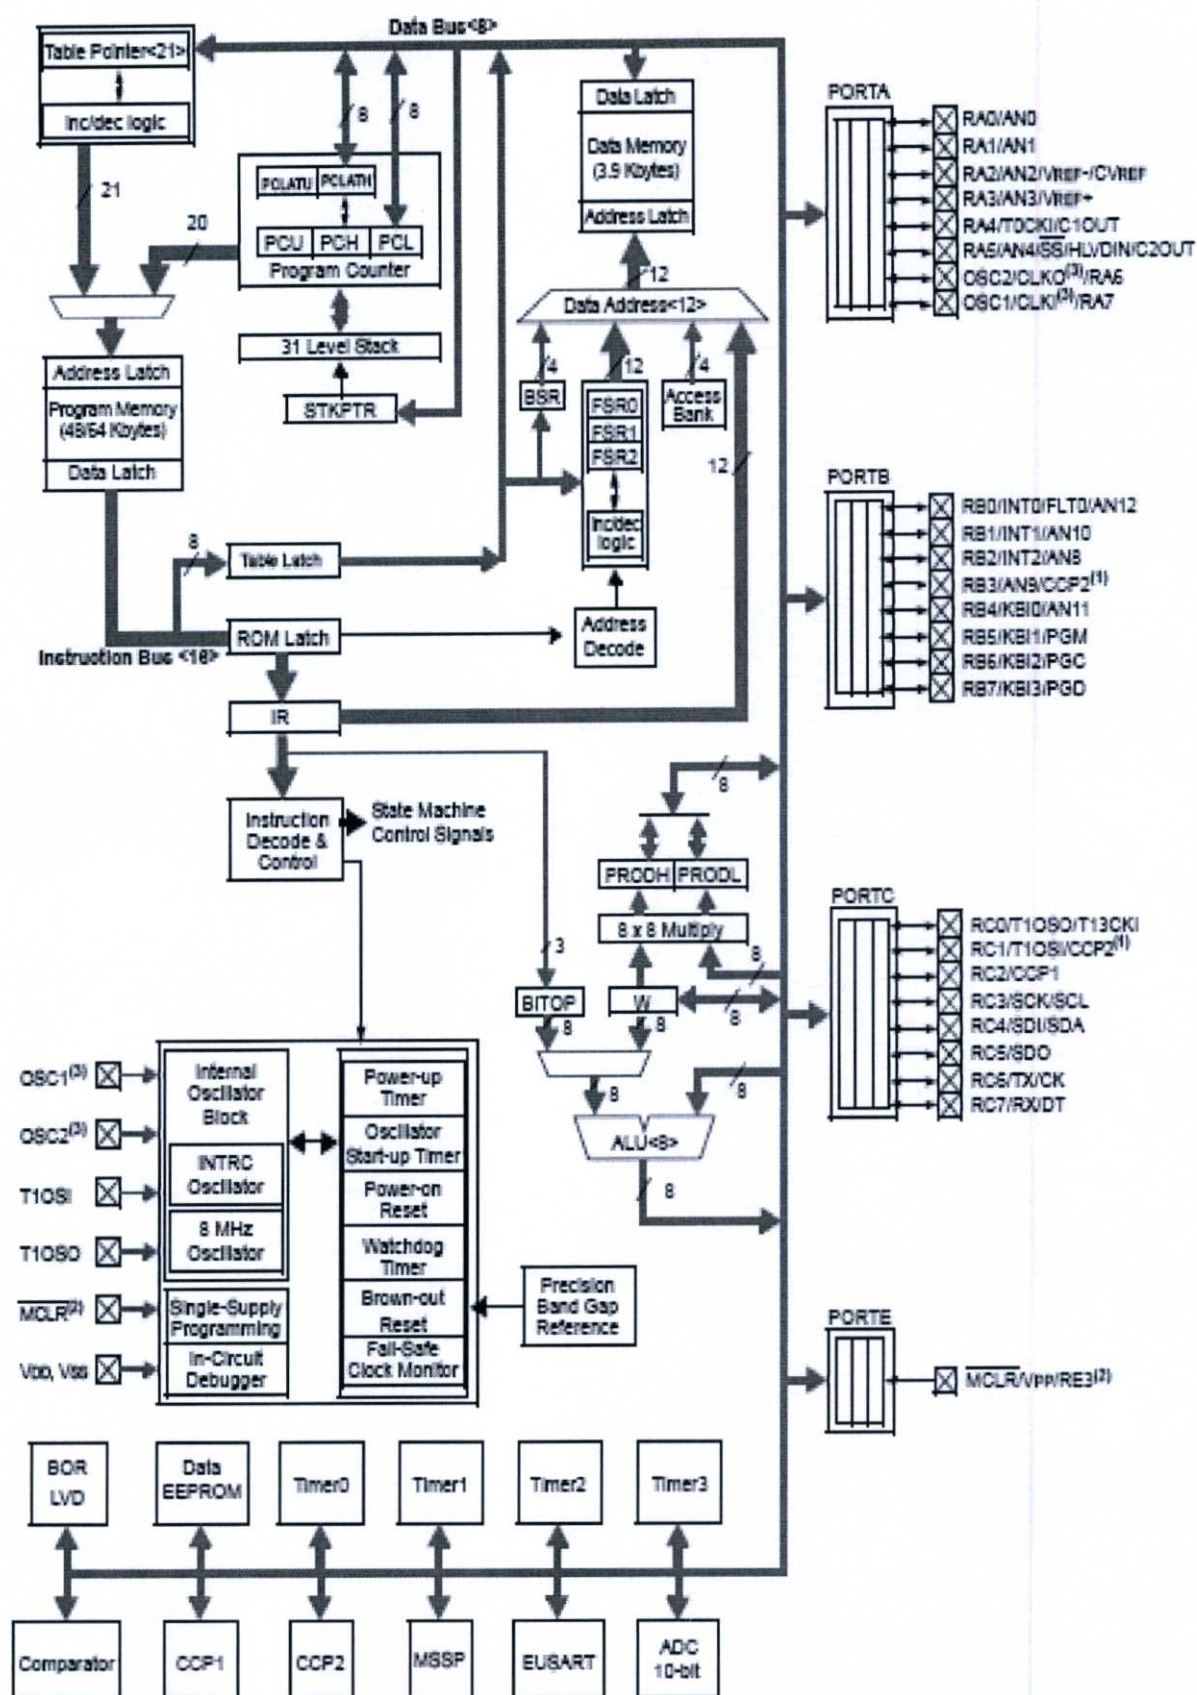 Data Bus<8>
Table Pointer<21>
Inc/dec logic
21
20
8
8
PCLATU
PCLATH
PCU
PCH
PCL
Program Counter
31 Level Stack
STKPTR
Address Latch
Program Memory
(48/64 Kbytes)
Data Latch
8
Table Latch
ROM Latch
Instruction Bus <16>
IR
Data Latch
Data Memory
(3.9 Kbytes)
Address Latch
12
Data Address<12>
4
12
4
BSR
FSR0
FSR1
FSR2
Access
Bank
12
Inc/dec
logic
Address
Decode
Instruction
Decode &
Control
State Machine
Control Signals
8
PRODH
PRODL
8 x 8 Multiply
8
3
BITOP
W
8
8
8
8
8
ALU<8>
8
PORTA
RA0/AN0
RA1/AN1
RA2/AN2/VREF-/CVREF
RA3/AN3/VREF+
RA4/T0CKI/C1OUT
RA5/AN4/SS/HLVDIN/C2OUT
OSC2/CLKO(3)/RA6
OSC1/CLKI(3)/RA7
PORTB
RB0/INT0/FLT0/AN12
RB1/INT1/AN10
RB2/INT2/AN8
RB3/AN9/CCP2(1)
RB4/KBI0/AN11
RB5/KBI1/PGM
RB6/KBI2/PGC
RB7/KBI3/PGD
PORTC
RC0/T1OSO/T13CKI
RC1/T1OSI/CCP2(1)
RC2/CCP1
RC3/SCK/SCL
RC4/SDI/SDA
RC5/SDO
RC6/TX/CK
RC7/RX/DT
PORTE
MCLR/VPP/RE3(2)
OSC1(3)
OSC2(3)
T1OSI
T1OSO
MCLR(2)
VDD, VSS
Internal
Oscillator
Block
INTRC
Oscillator
8 MHz
Oscillator
Single-Supply
Programming
In-Circuit
Debugger
Power-up
Timer
Oscillator
Start-up Timer
Power-on
Reset
Watchdog
Timer
Brown-out
Reset
Fail-Safe
Clock Monitor
Precision
Band Gap
Reference
BOR
LVD
Data
EEPROM
Timer0
Timer1
Timer2
Timer3
Comparator
CCP1
CCP2
MSSP
EUSART
ADC
10-bit